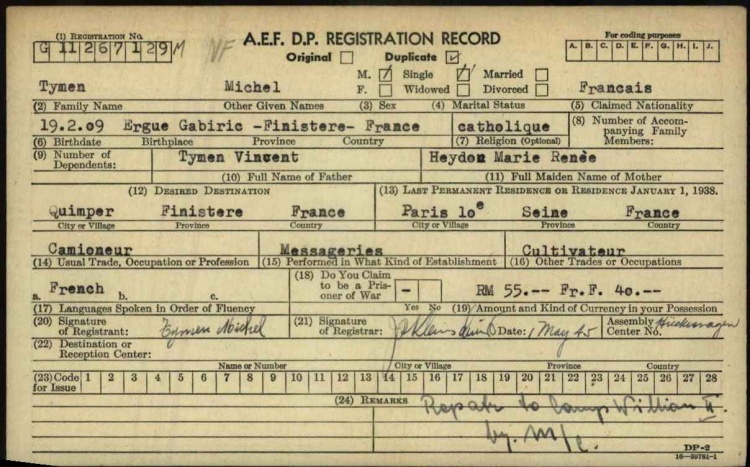 (1) REGISTRATION NO.
G 11267129 M
A.E.F. D.P. REGISTRATION RECORD
For coding purposes
Original Duplicate
A. B. C. D. E. F. G. H. I. J.
M. Single Married
Tymen Michel F. Widowed Divorced Francais
(2) Family Name Other Given Names (3) Sex (4) Marital Status (5) Claimed Nationality
19.2.09 Ergue Gabiric -Finistere- France catholique (8) Number of Accompanying Family Members:
(6) Birthdate Birthplace Province Country (7) Religion (Optional)
(9) Number of Dependents: Tymen Vincent Heydon Marie Renée
(10) Full Name of Father (11) Full Maiden Name of Mother
(12) DESIRED DESTINATION (13) LAST PERMANENT RESIDENCE OR RESIDENCE JANUARY 1, 1938.
Quimper Finistere France Paris 10e Seine France
City or Village Province Country City or Village Province Country
Camioneur Messageries Cultivateur
(14) Usual Trade, Occupation or Profession (15) Performed in What Kind of Establishment (16) Other Trades or Occupations
French (18) Do You Claim to be a Prisoner of War - RM 55.-- Fr.F. 40.--
a. b. c. Yes No
(17) Languages Spoken in Order of Fluency (19) Amount and Kind of Currency in your Possession
(20) Signature of Registrant: Tymen Michel (21) Signature of Registrar: Date: 1 May 45 Assembly Center No.
(22) Destination or Reception Center:
Name or Number City or Village Province Country
(23) Code for Issue 1 2 3 4 5 6 7 8 9 10 11 12 13 14 15 16 17 18 19 20 21 22 23 24 25 26 27 28
(24) REMARKS Repatr to Camp William II.
by.
DP-2
16-29781-1